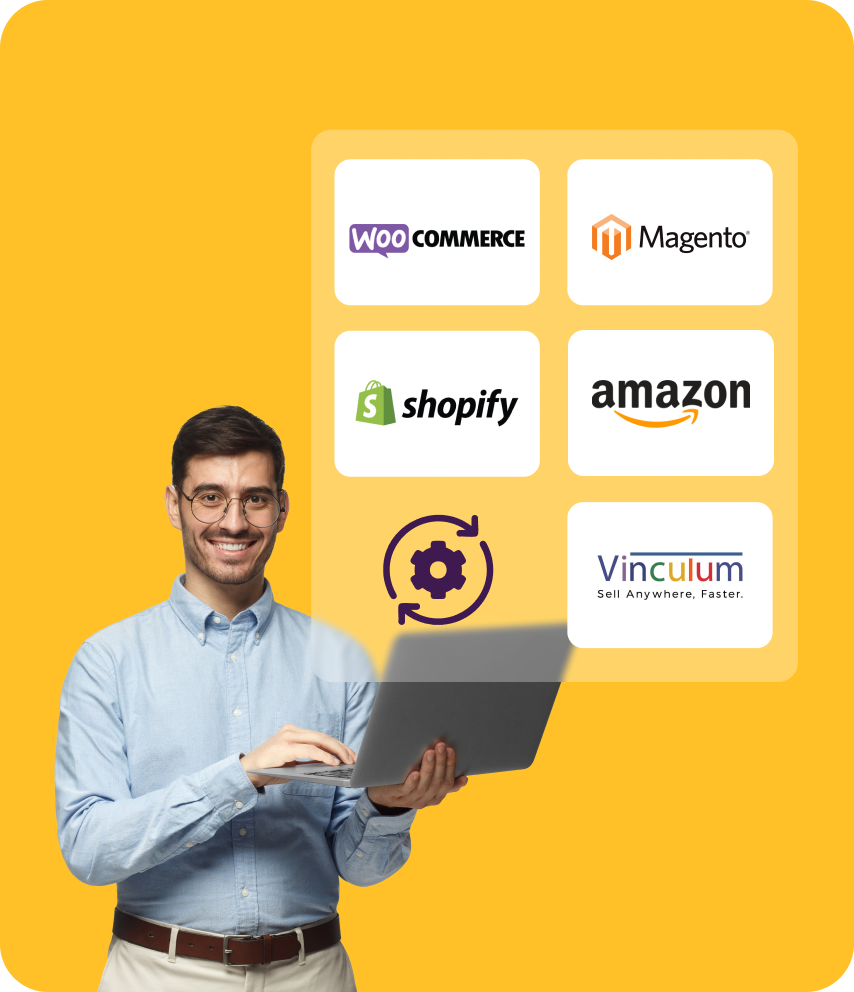 WOO COMMERCE
Magento®
S shopify
amazon
Vinculum
Sell Anywhere, Faster.